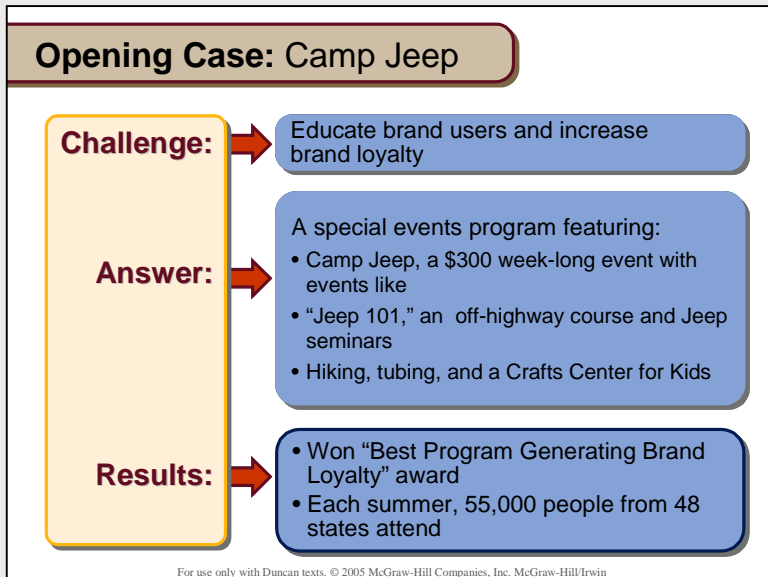 Opening Case: Camp Jeep
Challenge:
Educate brand users and increase
brand loyalty
Answer:
A special events program featuring:
• Camp Jeep, a $300 week-long event with
events like
• “Jeep 101,” an off-highway course and Jeep
seminars
• Hiking, tubing, and a Crafts Center for Kids
Results:
• Won “Best Program Generating Brand
Loyalty” award
• Each summer, 55,000 people from 48
states attend
For use only with Duncan texts. © 2005 McGraw-Hill Companies, Inc. McGraw-Hill/Irwin